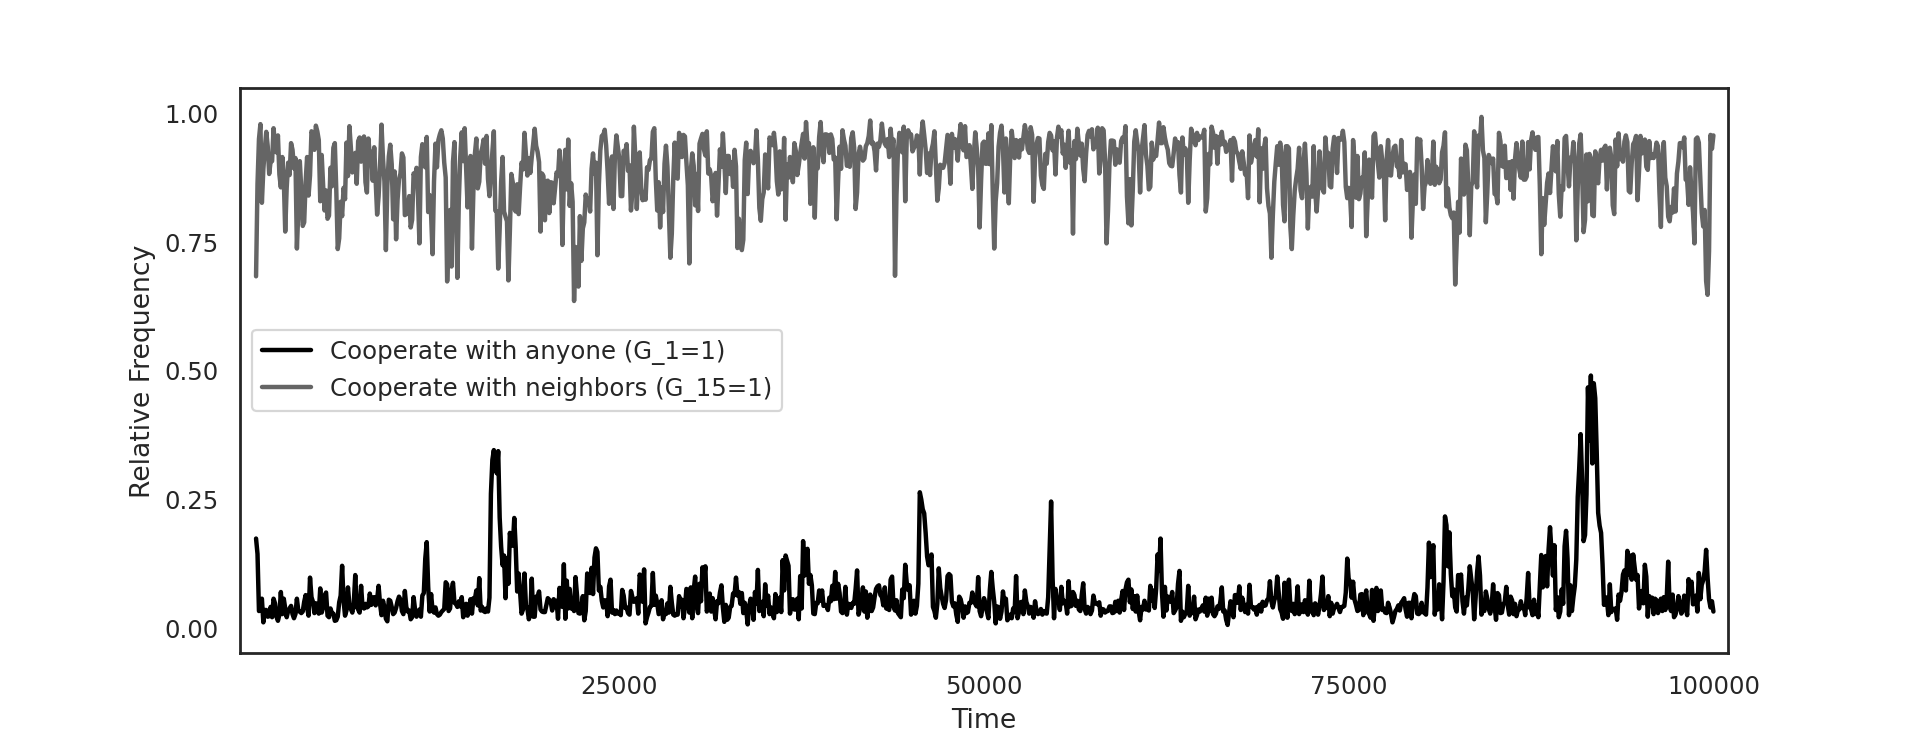 1.00
0.75
0.50
0.25
0.00
Relative Frequency
Cooperate with anyone (G_1=1)
Cooperate with neighbors (G_15=1)
25000
50000
75000
100000
Time